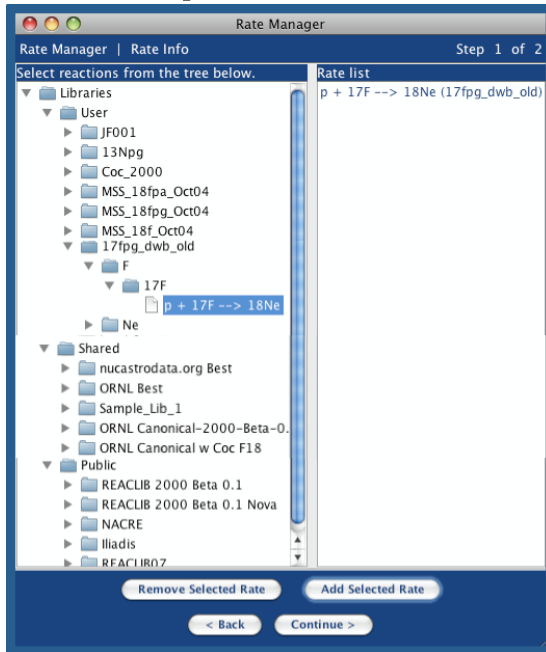 Rate Manager
Rate Manager | Rate Info Step 1 of 2
Select reactions from the tree below.
Libraries
User
JF001
13Npg
Coc_2000
MSS_18fpa_Oct04
MSS_18fpg_Oct04
MSS_18f_Oct04
17fpg_dwb_old
F
17F
p + 17F --> 18Ne
Ne
Shared
nucastrodata.org Best
ORNL Best
Sample_Lib_1
ORNL Canonical-2000-Beta-0.
ORNL Canonical w Coc F18
Public
REACLIB 2000 Beta 0.1
REACLIB 2000 Beta 0.1 Nova
NACRE
Iliadis
REACLIB07
Rate list
p + 17F --> 18Ne (17fpg_dwb_old)
Remove Selected Rate Add Selected Rate
< Back Continue >